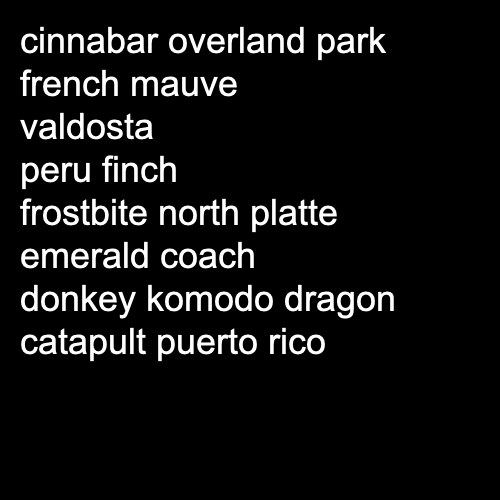 cinnabar overland park
french mauve
valdosta
peru finch
frostbite north platte
emerald coach
donkey komodo dragon
catapult puerto rico